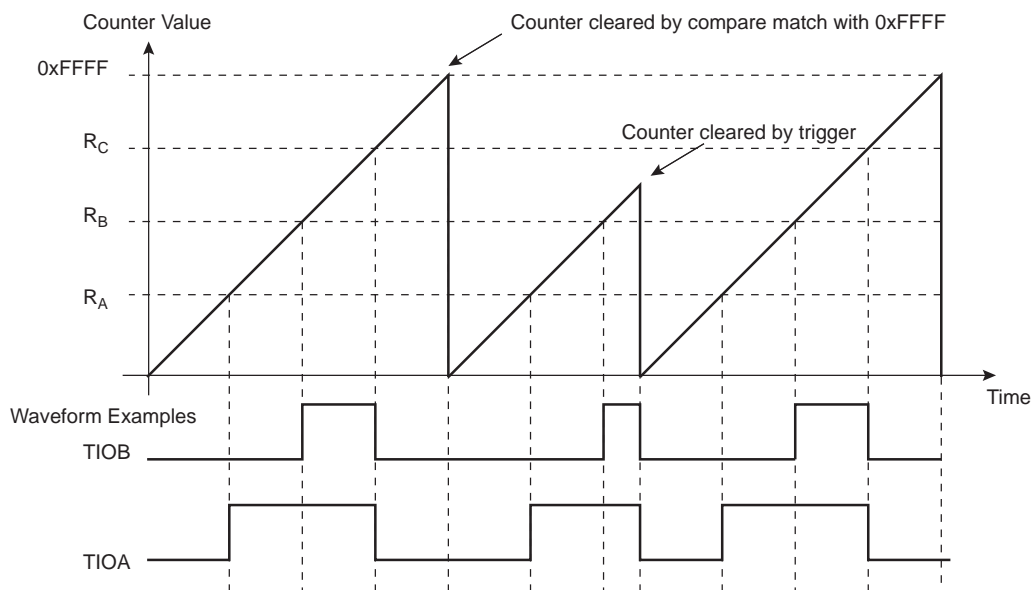 Counter Value
Counter cleared by compare match with 0xFFFF
0xFFFF
Counter cleared by trigger
RC
RB
RA
Time
Waveform Examples
TIOB
TIOA